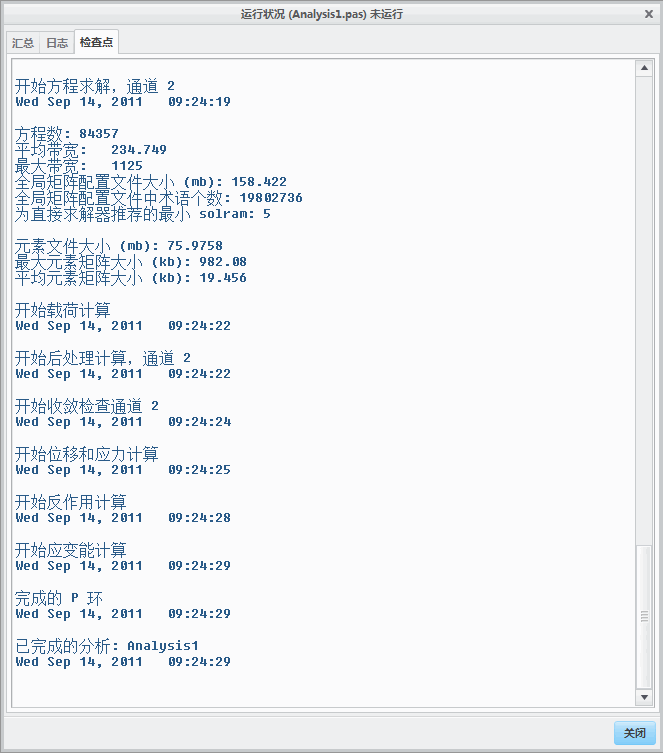 运行状况 (Analysis1.pas) 未运行
汇总 日志 检查点
开始方程求解，通道 2
Wed Sep 14, 2011 09:24:19
方程数: 84357
平均带宽: 234.749
最大带宽: 1125
全局矩阵配置文件大小 (mb): 158.422
全局矩阵配置文件中术语个数: 19802736
为直接求解器推荐的最小 solram: 5
元素文件大小 (mb): 75.9758
最大元素矩阵大小 (kb): 982.08
平均元素矩阵大小 (kb): 19.456
开始载荷计算
Wed Sep 14, 2011 09:24:22
开始后处理计算，通道 2
Wed Sep 14, 2011 09:24:22
开始收敛检查通道 2
Wed Sep 14, 2011 09:24:24
开始位移和应力计算
Wed Sep 14, 2011 09:24:25
开始反作用计算
Wed Sep 14, 2011 09:24:28
开始应变能计算
Wed Sep 14, 2011 09:24:29
完成的 P 环
Wed Sep 14, 2011 09:24:29
已完成的分析: Analysis1
Wed Sep 14, 2011 09:24:29
关闭